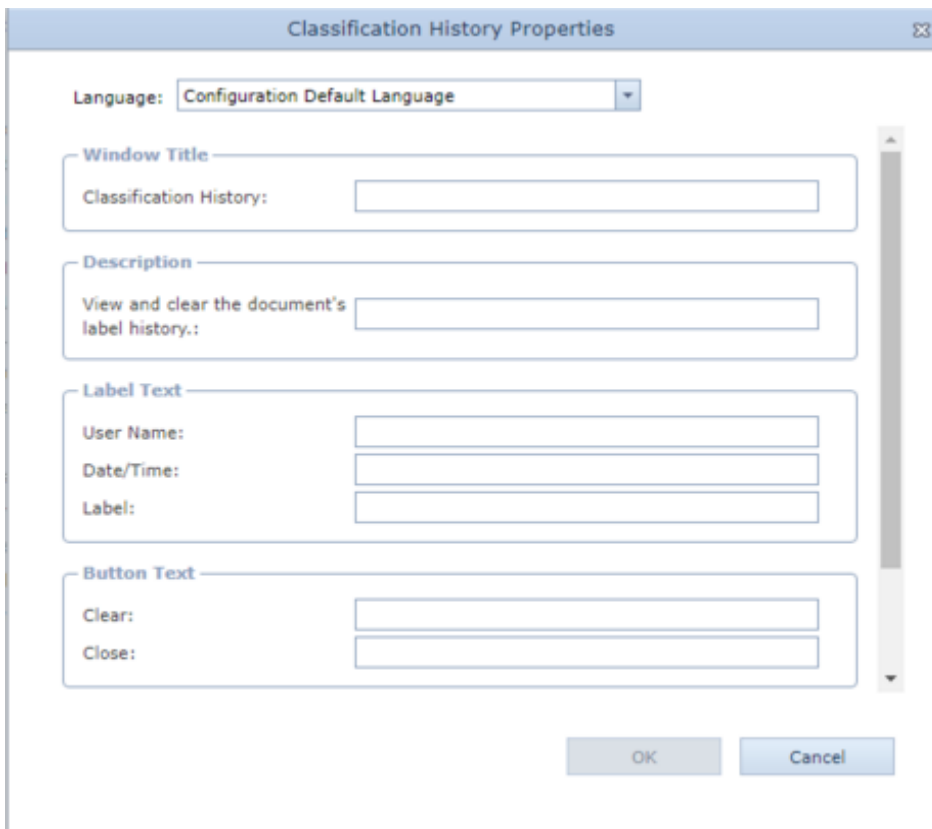 Classification History Properties
Language: Configuration Default Language
Window Title
Classification History:
Description
View and clear the document's
label history.:
Label Text
User Name:
Date/Time:
Label:
Button Text
Clear:
Close:
OK Cancel